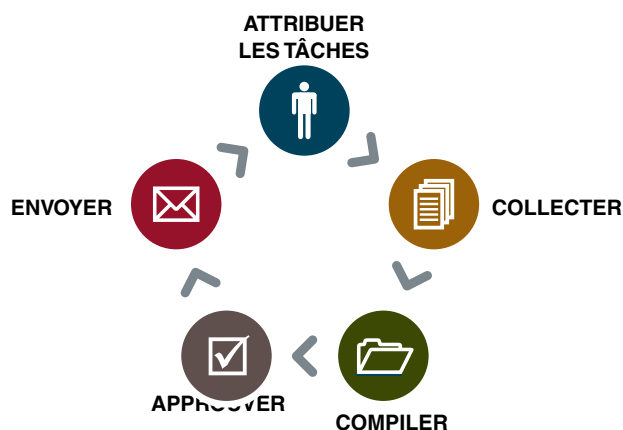 ATTRIBUER
LES TÂCHES
COLLECTER
COMPILER
APPROUVER
ENVOYER